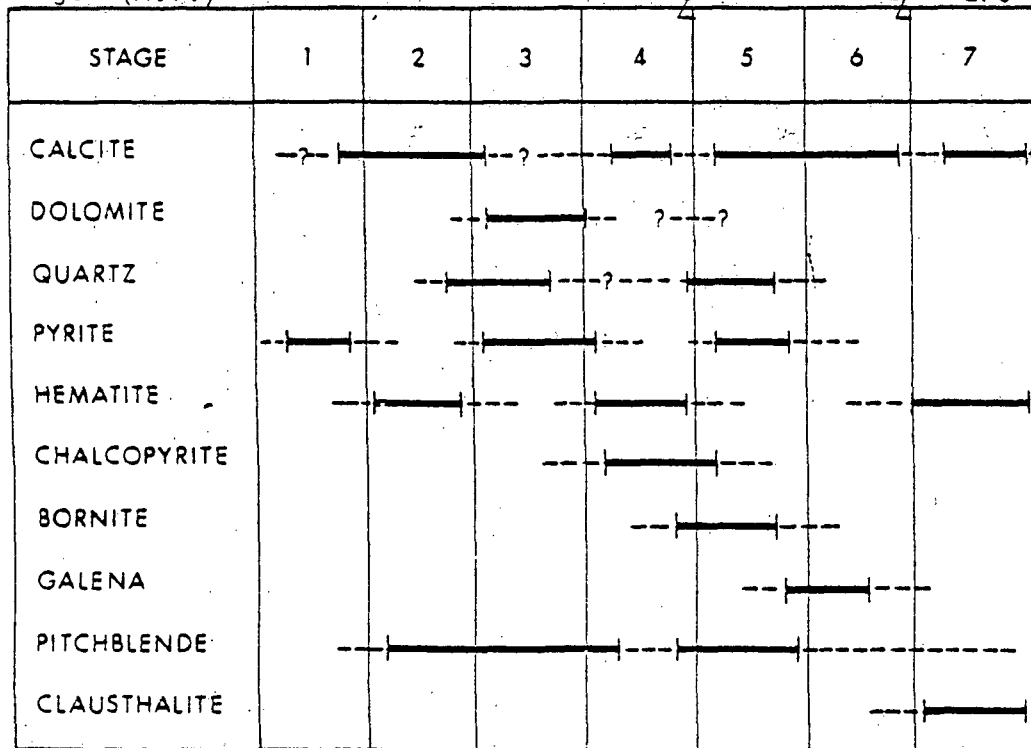 STAGE 1 2 3 4 5 6 7
CALCITE ? ?
DOLOMITE ? ?
QUARTZ ?
PYRITE
HEMATITE
CHALCOPYRITE
BORNITE
GALENA
PITCHBLENDE
CLAUSTHALITE